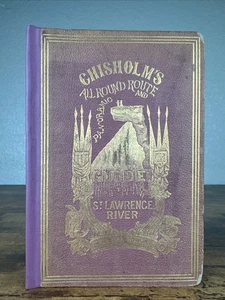 CHISHOLM'S
ALL ROUND ROUTE AND
PANORAMIC
GUIDE
ST. LAWRENCE
RIVER